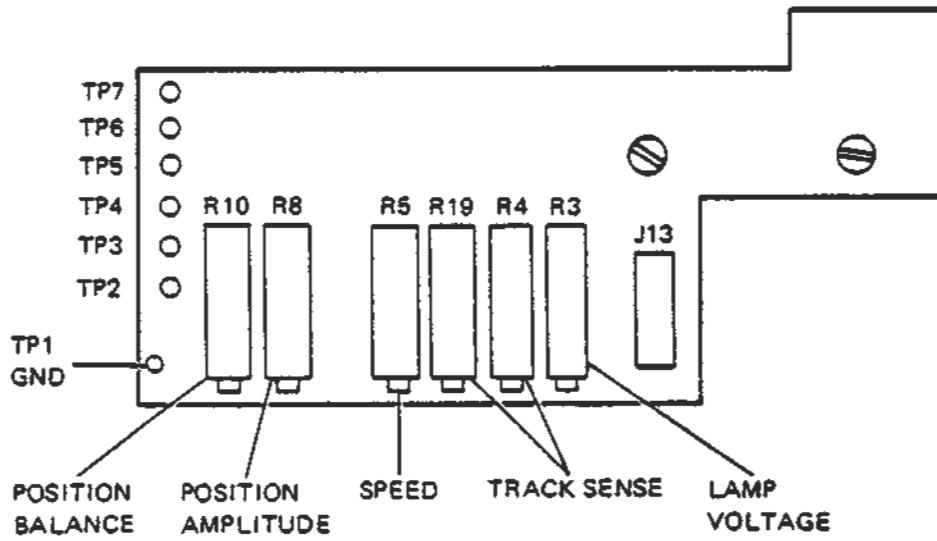 TP7
TP6
TP5
TP4
TP3
TP2
TP1
GND
R10 R8 R5 R19 R4 R3
J13
POSITION
BALANCE
POSITION
AMPLITUDE
SPEED
TRACK SENSE
LAMP
VOLTAGE